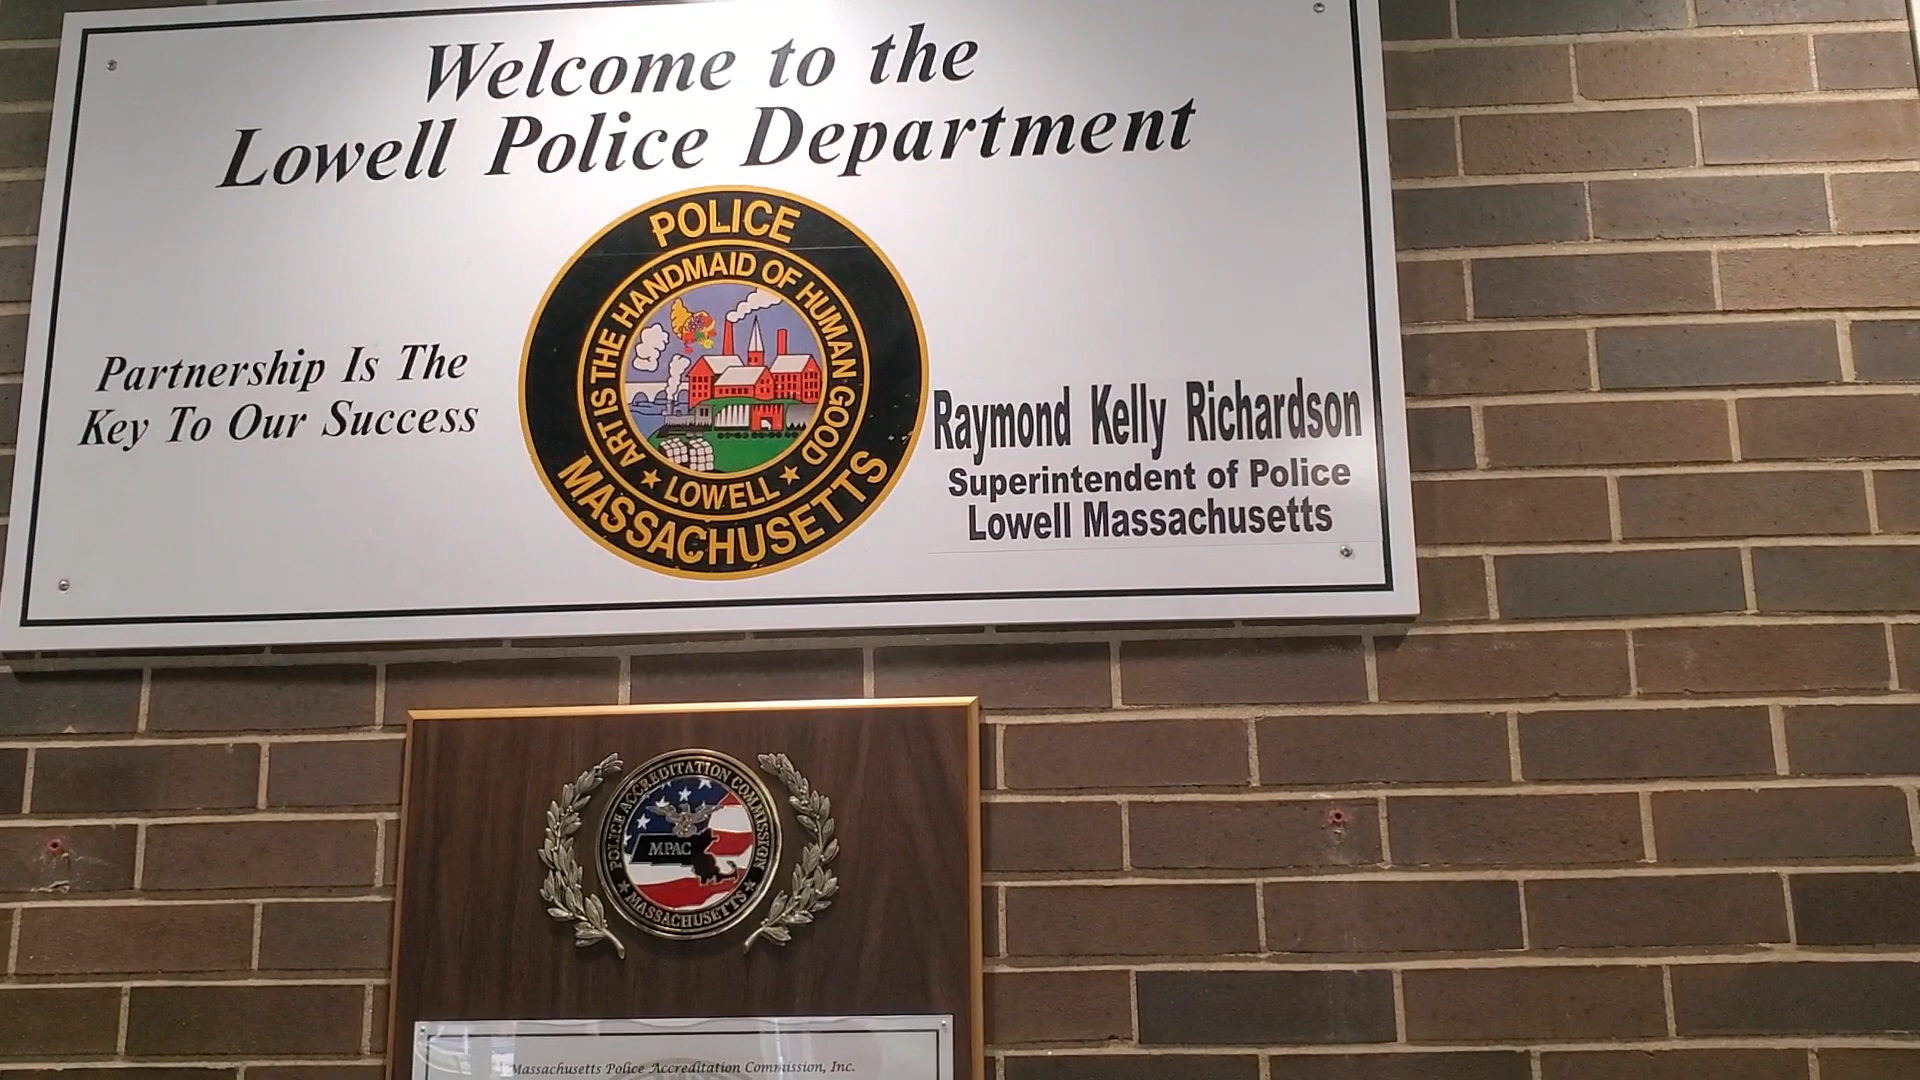 Welcome to the
Lowell Police Department
POLICE
ART IS THE HANDMAID OF HUMAN GOOD
★ LOWELL ★
MASSACHUSETTS
Partnership Is The
Key To Our Success
Raymond Kelly Richardson
Superintendent of Police
Lowell Massachusetts
POLICE ACCREDITATION COMMISSION
MPAC
★ MASSACHUSETTS ★
Massachusetts Police Accreditation Commission, Inc.